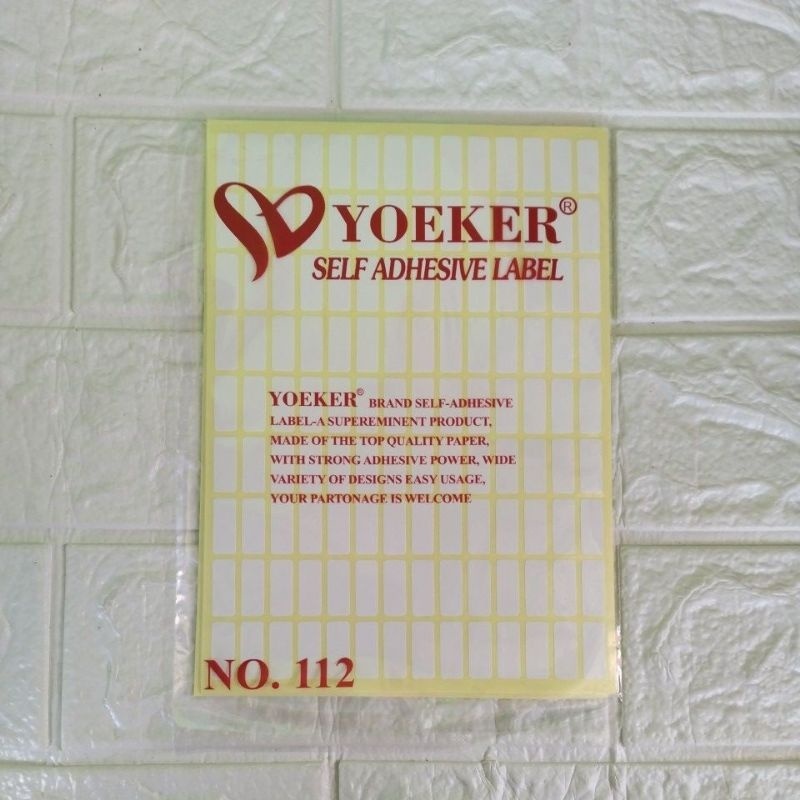 YOEKER®
SELF ADHESIVE LABEL
YOEKER® BRAND SELF-ADHESIVE
LABEL-A SUPEREMINENT PRODUCT,
MADE OF THE TOP QUALITY PAPER,
WITH STRONG ADHESIVE POWER, WIDE
VARIETY OF DESIGNS EASY USAGE,
YOUR PARTONAGE IS WELCOME
NO. 112